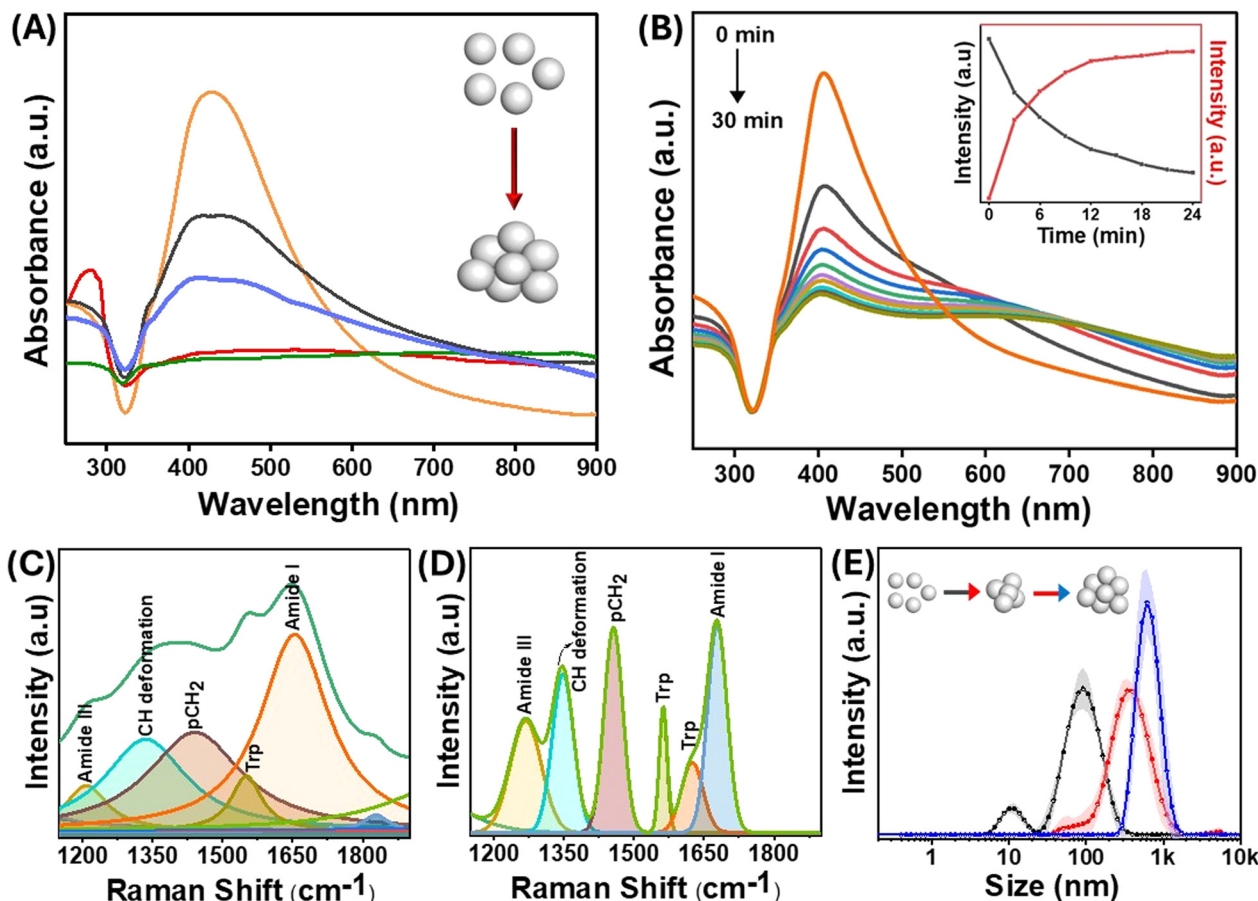 (A)
Absorbance (a.u.)
300 400 500 600 700 800 900
Wavelength (nm)
(B)
Absorbance (a.u.)
0 min
30 min
Intensity (a.u)
Intensity
(a.u.)
0 6 12 18 24
Time (min)
300 400 500 600 700 800 900
Wavelength (nm)
(C)
Intensity (a.u)
Amide III
CH deformation
pCH2
Trp
Amide I
1200 1350 1500 1650 1800
Raman Shift (cm-1)
(D)
Intensity (a.u)
Amide III
CH deformation
pCH2
Trp
Trp
Amide I
1200 1350 1500 1650 1800
Raman Shift (cm-1)
(E)
Intensity (a.u.)
1 10 100 1k 10k
Size (nm)